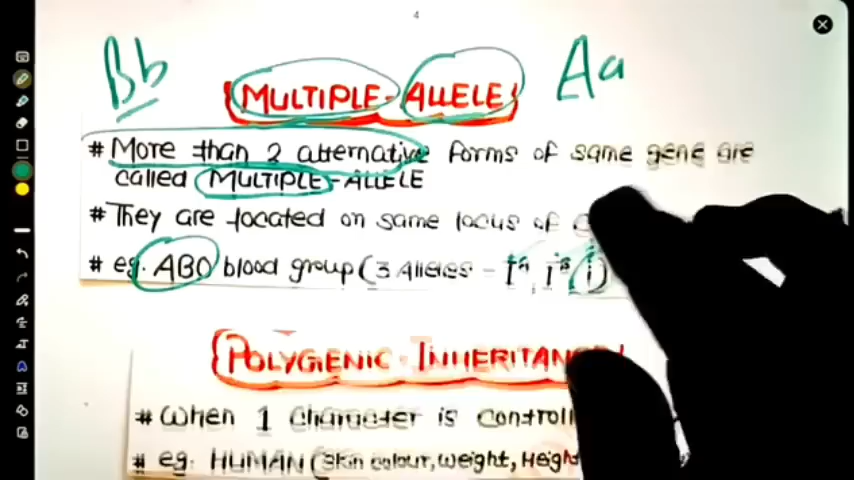 4
Bb
MULTIPLE-ALLELE
Aa
# More than 2 alternative forms of same gene are
called MULTIPLE-ALLELE
# They are located on same locus of
# eg. ABO blood group (3 Alleles - Iᴬ, Iᴮ, i)
POLYGENIC-INHERITANCE
# When 1 character is controll
# eg. HUMAN (Skin colour, Weight, Height